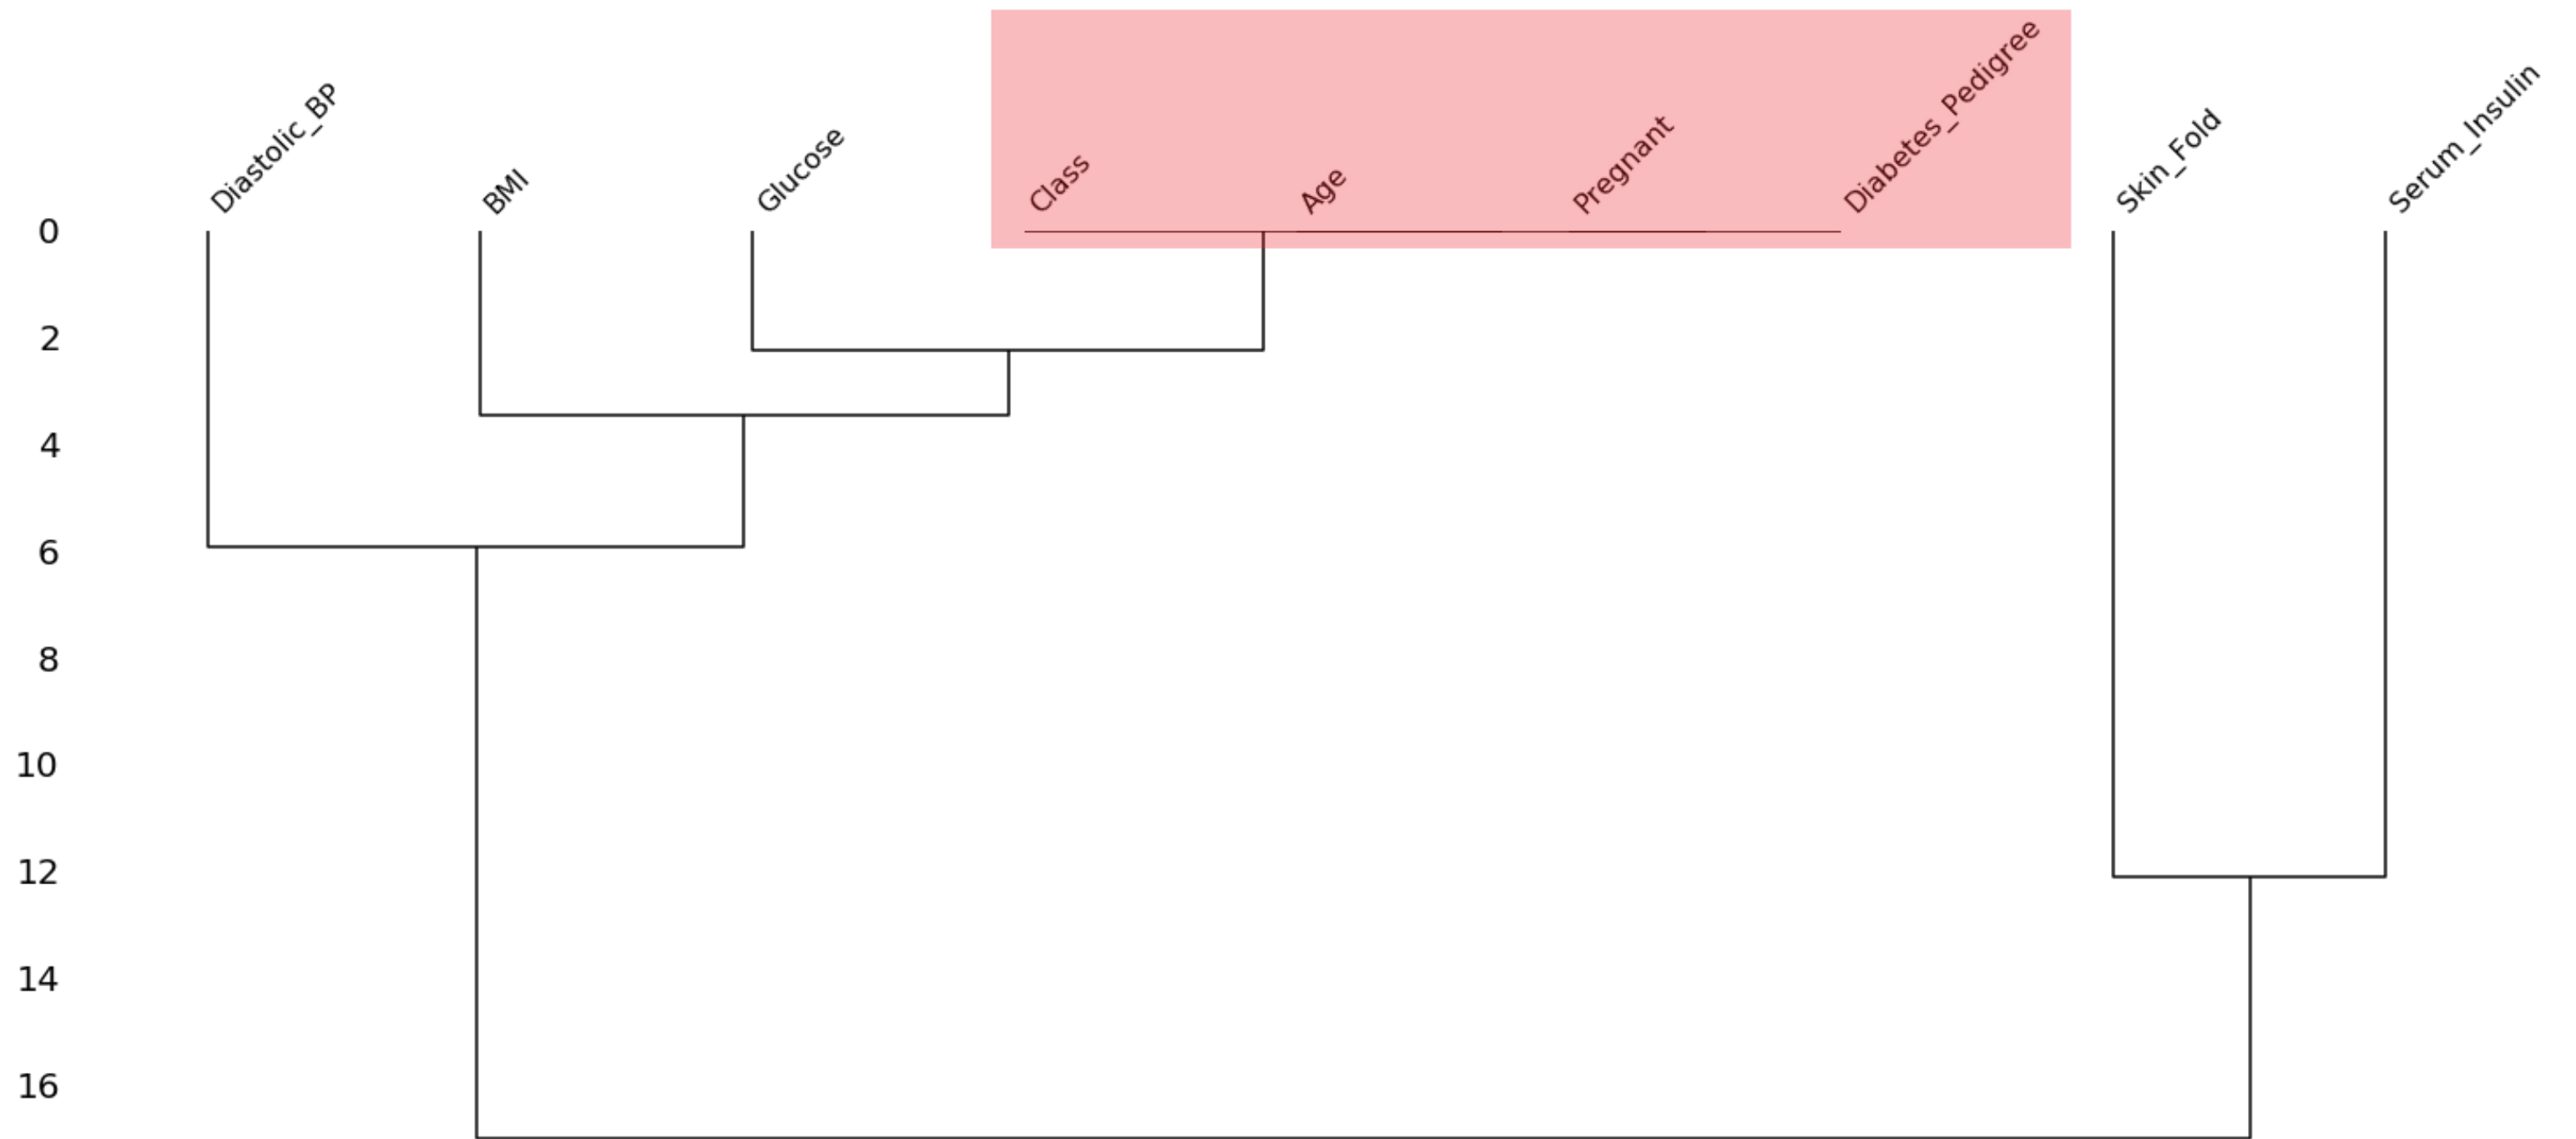 Diastolic_BP
BMI
Glucose
Class
Age
Pregnant
Diabetes_Pedigree
Skin_Fold
Serum_Insulin
0
2
4
6
8
10
12
14
16